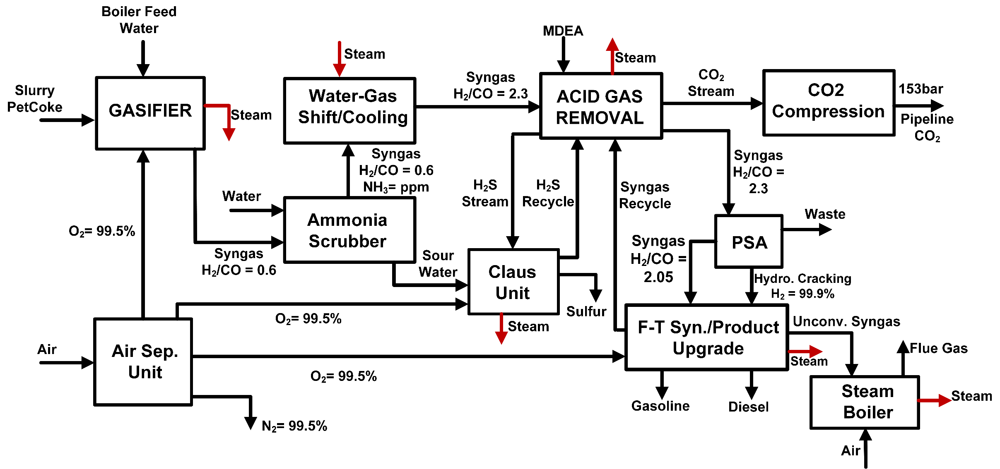 Boiler Feed
Water
MDEA
Steam
Steam
Slurry
PetCoke
GASIFIER
Steam
Water-Gas
Shift/Cooling
Syngas
H₂/CO = 2.3
ACID GAS
REMOVAL
CO₂
Stream
CO2
Compression
153bar
Pipeline
CO₂
Syngas
H₂/CO = 0.6
NH₃= ppm
Syngas
H₂/CO =
2.3
Water
H₂S
Stream
H₂S
Recycle
Syngas
Recycle
Ammonia
Scrubber
O₂= 99.5%
Syngas
H₂/CO = 0.6
Sour
Water
Claus
Unit
Syngas
H₂/CO =
2.05
PSA
Waste
Hydro. Cracking
H₂ = 99.9%
Sulfur
Steam
O₂= 99.5%
Air
Air Sep.
Unit
O₂= 99.5%
F-T Syn./Product
Upgrade
Unconv. Syngas
Steam
Flue Gas
Gasoline
Diesel
Steam
Boiler
Steam
N₂= 99.5%
Air